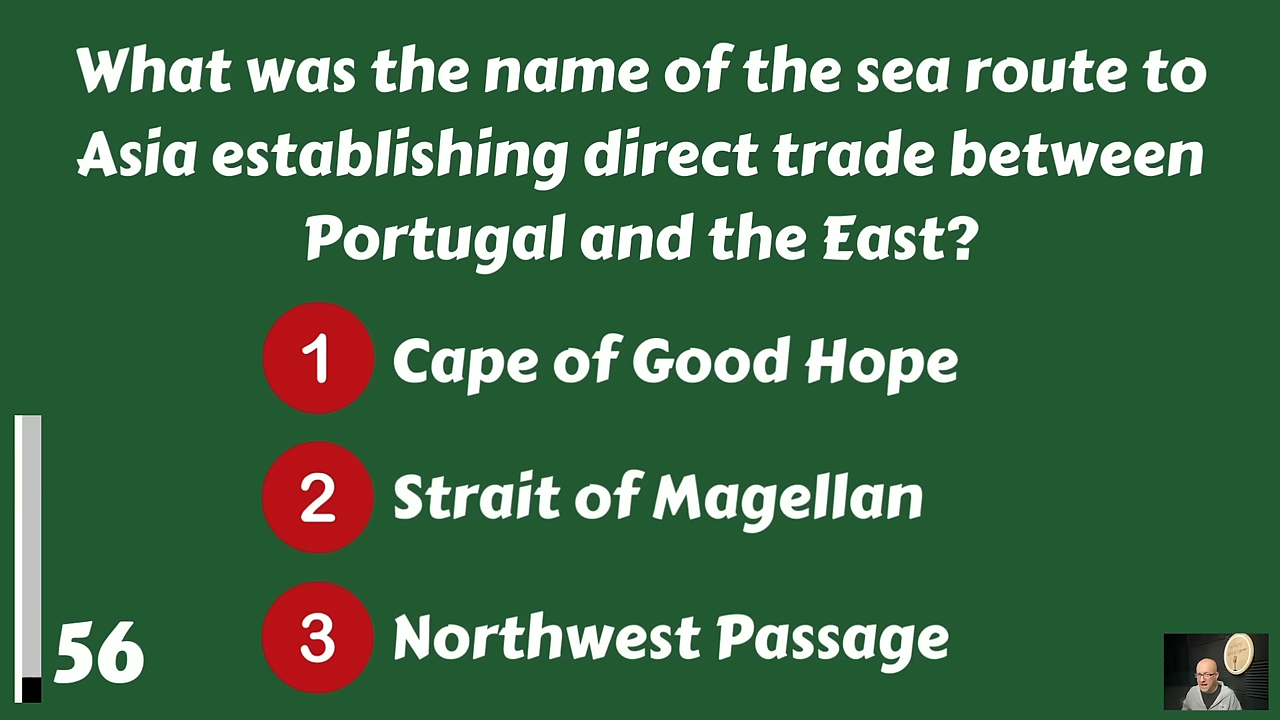 What was the name of the sea route to
Asia establishing direct trade between
Portugal and the East?
1 Cape of Good Hope
2 Strait of Magellan
3 Northwest Passage
56